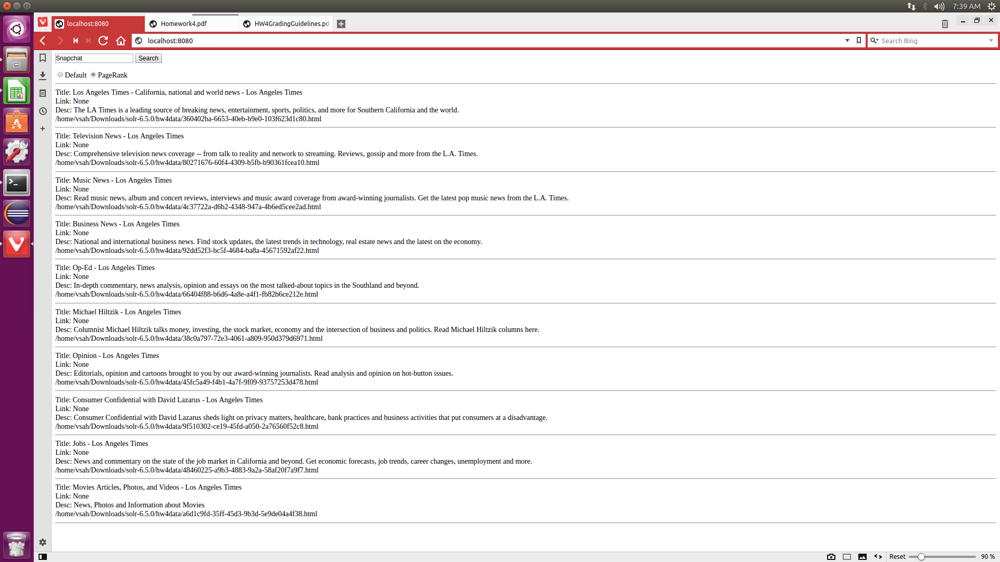 7:39 AM
localhost:8080
Homework4.pdf
HW4GradingGuidelines.pd
localhost:8080
Search Bing
Snapchat
Search
Default
PageRank
Title: Los Angeles Times - California, national and world news - Los Angeles Times
Link: None
Desc: The LA Times is a leading source of breaking news, entertainment, sports, politics, and more for Southern California and the world.
/home/vsah/Downloads/solr-6.5.0/hw4data/360402ba-6653-40eb-b9e0-103f623d1c80.html
Title: Television News - Los Angeles Times
Link: None
Desc: Comprehensive television news coverage -- from talk to reality and network to streaming. Reviews, gossip and more from the L.A. Times.
/home/vsah/Downloads/solr-6.5.0/hw4data/80271676-60f4-4309-b5fb-b90361fcea10.html
Title: Music News - Los Angeles Times
Link: None
Desc: Read music news, album and concert reviews, interviews and music award coverage from award-winning journalists. Get the latest pop music news from the L.A. Times.
/home/vsah/Downloads/solr-6.5.0/hw4data/4c37722a-d6b2-4348-947a-4b6ed5cee2ad.html
Title: Business News - Los Angeles Times
Link: None
Desc: National and international business news. Find stock updates, the latest trends in technology, real estate news and the latest on the economy.
/home/vsah/Downloads/solr-6.5.0/hw4data/92dd52f3-bc5f-4684-ba8a-45671592af22.html
Title: Op-Ed - Los Angeles Times
Link: None
Desc: In-depth commentary, news analysis, opinion and essays on the most talked-about topics in the Southland and beyond.
/home/vsah/Downloads/solr-6.5.0/hw4data/66404f88-b6d6-4a8e-a4f1-fb82b6ce212e.html
Title: Michael Hiltzik - Los Angeles Times
Link: None
Desc: Columnist Michael Hiltzik talks money, investing, the stock market, economy and the intersection of business and politics. Read Michael Hiltzik columns here.
/home/vsah/Downloads/solr-6.5.0/hw4data/38c0a797-72e3-4061-a809-950d379d6971.html
Title: Opinion - Los Angeles Times
Link: None
Desc: Editorials, opinion and cartoons brought to you by our award-winning journalists. Read analysis and opinion on hot-button issues.
/home/vsah/Downloads/solr-6.5.0/hw4data/45fc5a49-f4b1-4a7f-9f09-93757253d478.html
Title: Consumer Confidential with David Lazarus - Los Angeles Times
Link: None
Desc: Consumer Confidential with David Lazarus sheds light on privacy matters, healthcare, bank practices and business activities that put consumers at a disadvantage.
/home/vsah/Downloads/solr-6.5.0/hw4data/9f510302-ce19-45fd-a050-2a76560f52c8.html
Title: Jobs - Los Angeles Times
Link: None
Desc: News and commentary on the state of the job market in California and beyond. Get economic forecasts, job trends, career changes, unemployment and more.
/home/vsah/Downloads/solr-6.5.0/hw4data/48460225-a9b3-4883-9a2a-58af20f7a9f7.html
Title: Movies Articles, Photos, and Videos - Los Angeles Times
Link: None
Desc: News, Photos and Information about Movies
/home/vsah/Downloads/solr-6.5.0/hw4data/a6d1c9fd-35ff-45d3-9b3d-5e9de04a4f38.html
Reset
90 %